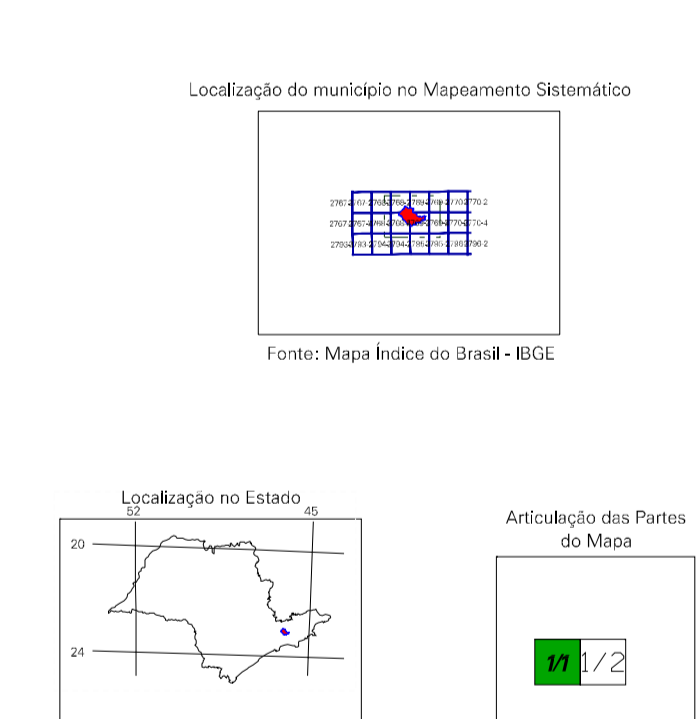 Localização do município no Mapeamento Sistemático
Fonte: Mapa Índice do Brasil - IBGE
Localização no Estado
52 45
20
24
Articulação das Partes
do Mapa
1/1 1/2